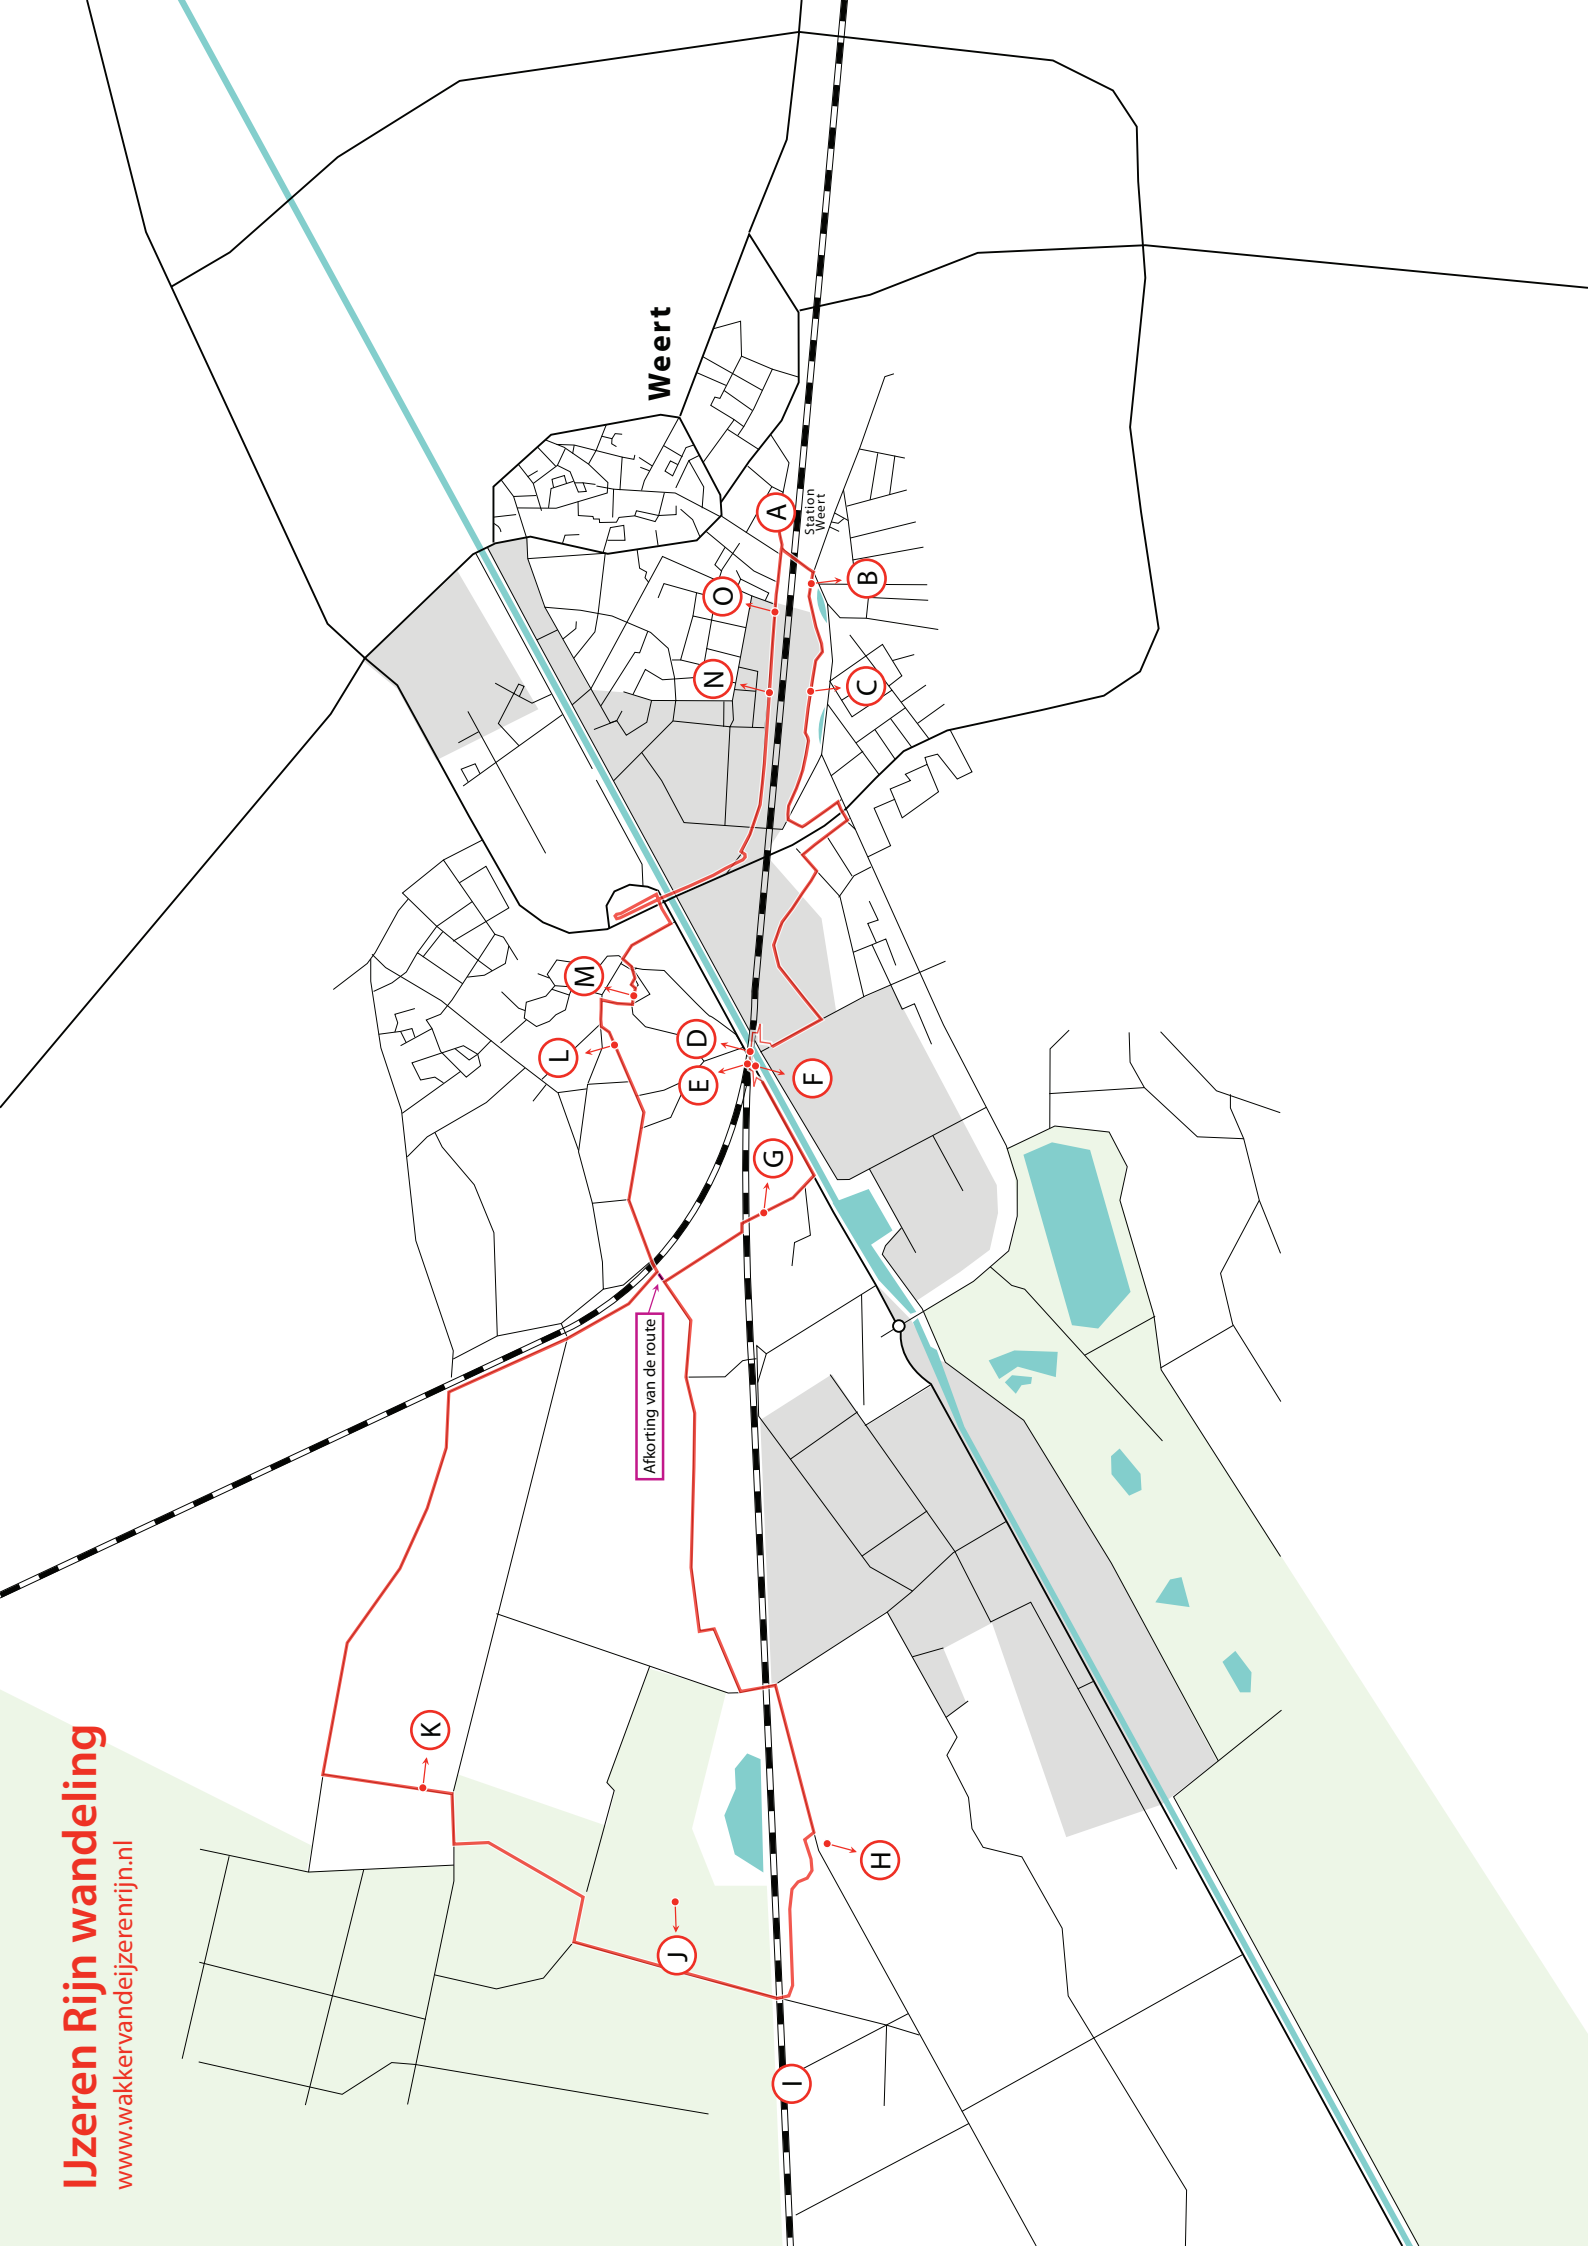 IJzeren Rijn wandeling
www.wakkervandeijzerenrijn.nl
Weert
Station
Weert
A
B
C
D
E
F
G
H
I
J
K
L
M
N
O
Afkorting van de route